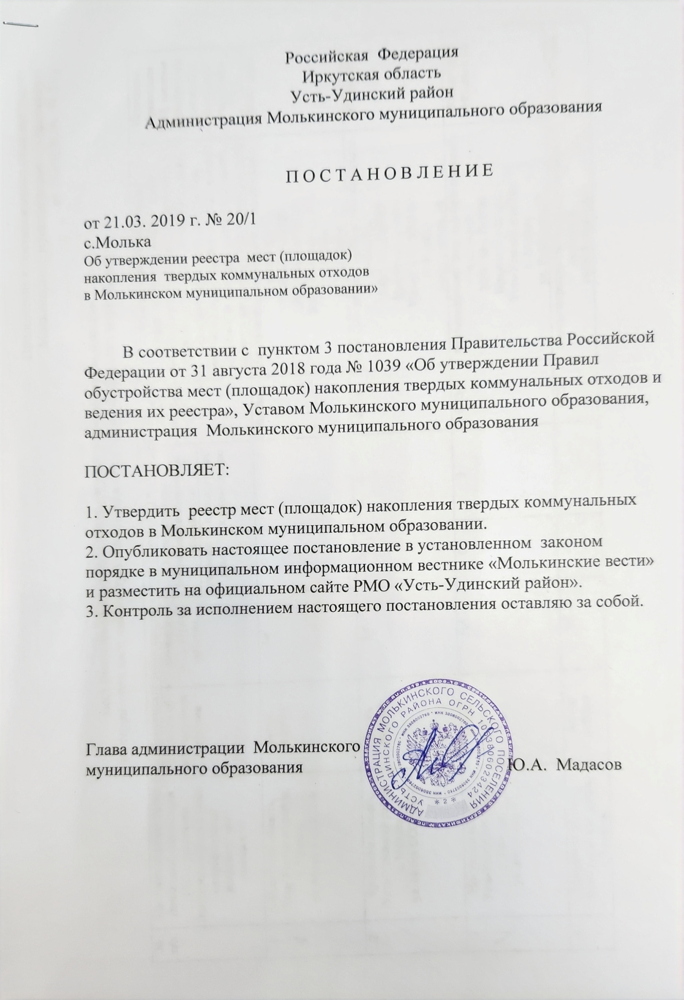 Российская Федерация
Иркутская область
Усть-Удинский район
Администрация Молькинского муниципального образования
П О С Т А Н О В Л Е Н И Е
от 21.03. 2019 г. № 20/1
с.Молька
Об утверждении реестра мест (площадок)
накопления твердых коммунальных отходов
в Молькинском муниципальном образовании»
В соответствии с пунктом 3 постановления Правительства Российской
Федерации от 31 августа 2018 года № 1039 «Об утверждении Правил
обустройства мест (площадок) накопления твердых коммунальных отходов и
ведения их реестра», Уставом Молькинского муниципального образования,
администрация Молькинского муниципального образования
ПОСТАНОВЛЯЕТ:
1. Утвердить реестр мест (площадок) накопления твердых коммунальных
отходов в Молькинском муниципальном образовании.
2. Опубликовать настоящее постановление в установленном законом
порядке в муниципальном информационном вестнике «Молькинские вести»
и разместить на официальном сайте РМО «Усть-Удинский район».
3. Контроль за исполнением настоящего постановления оставляю за собой.
Глава администрации Молькинского
муниципального образования
Ю.А. Мадасов
АДМИНИСТРАЦИЯ МОЛЬКИНСКОГО СЕЛЬСКОГО ПОСЕЛЕНИЯ
УСТЬ-УДИНСКОГО РАЙОНА ОГРН 1053806023424
ИНН 3806002760
* 2 *